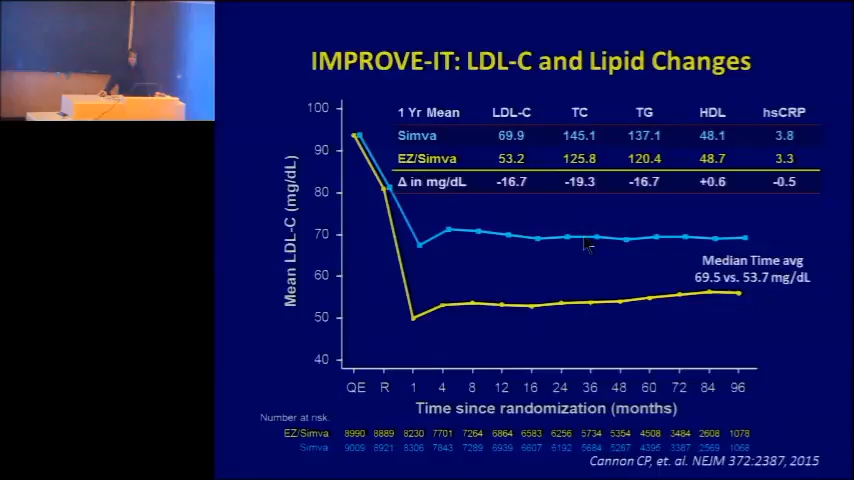 IMPROVE-IT: LDL-C and Lipid Changes
1 Yr Mean LDL-C TC TG HDL hsCRP
Simva 69.9 145.1 137.1 48.1 3.8
EZ/Simva 53.2 125.8 120.4 48.7 3.3
Δ in mg/dL -16.7 -19.3 -16.7 +0.6 -0.5
Mean LDL-C (mg/dL)
100
90
80
70
60
50
40
Median Time avg
69.5 vs. 53.7 mg/dL
QE R 1 4 8 12 16 24 36 48 60 72 84 96
Time since randomization (months)
Number at risk:
EZ/Simva 8990 8889 8230 7701 7264 6864 6583 6256 5734 5354 4508 3484 2608 1078
Simva 9009 8921 8306 7843 7289 6939 6607 6192 5684 5267 4395 3387 2569 1068
Cannon CP, et. al. NEJM 372:2387, 2015